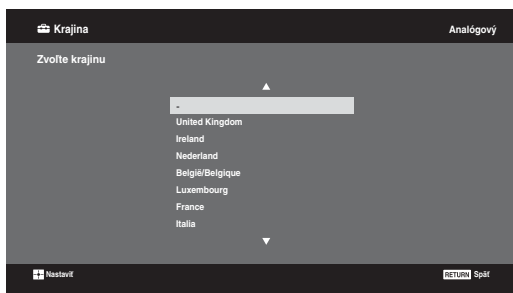 Krajina
Analógový
Zvoľte krajinu
-
United Kingdom
Ireland
Nederland
België/Belgique
Luxembourg
France
Italia
Nastaviť
RETURN Späť